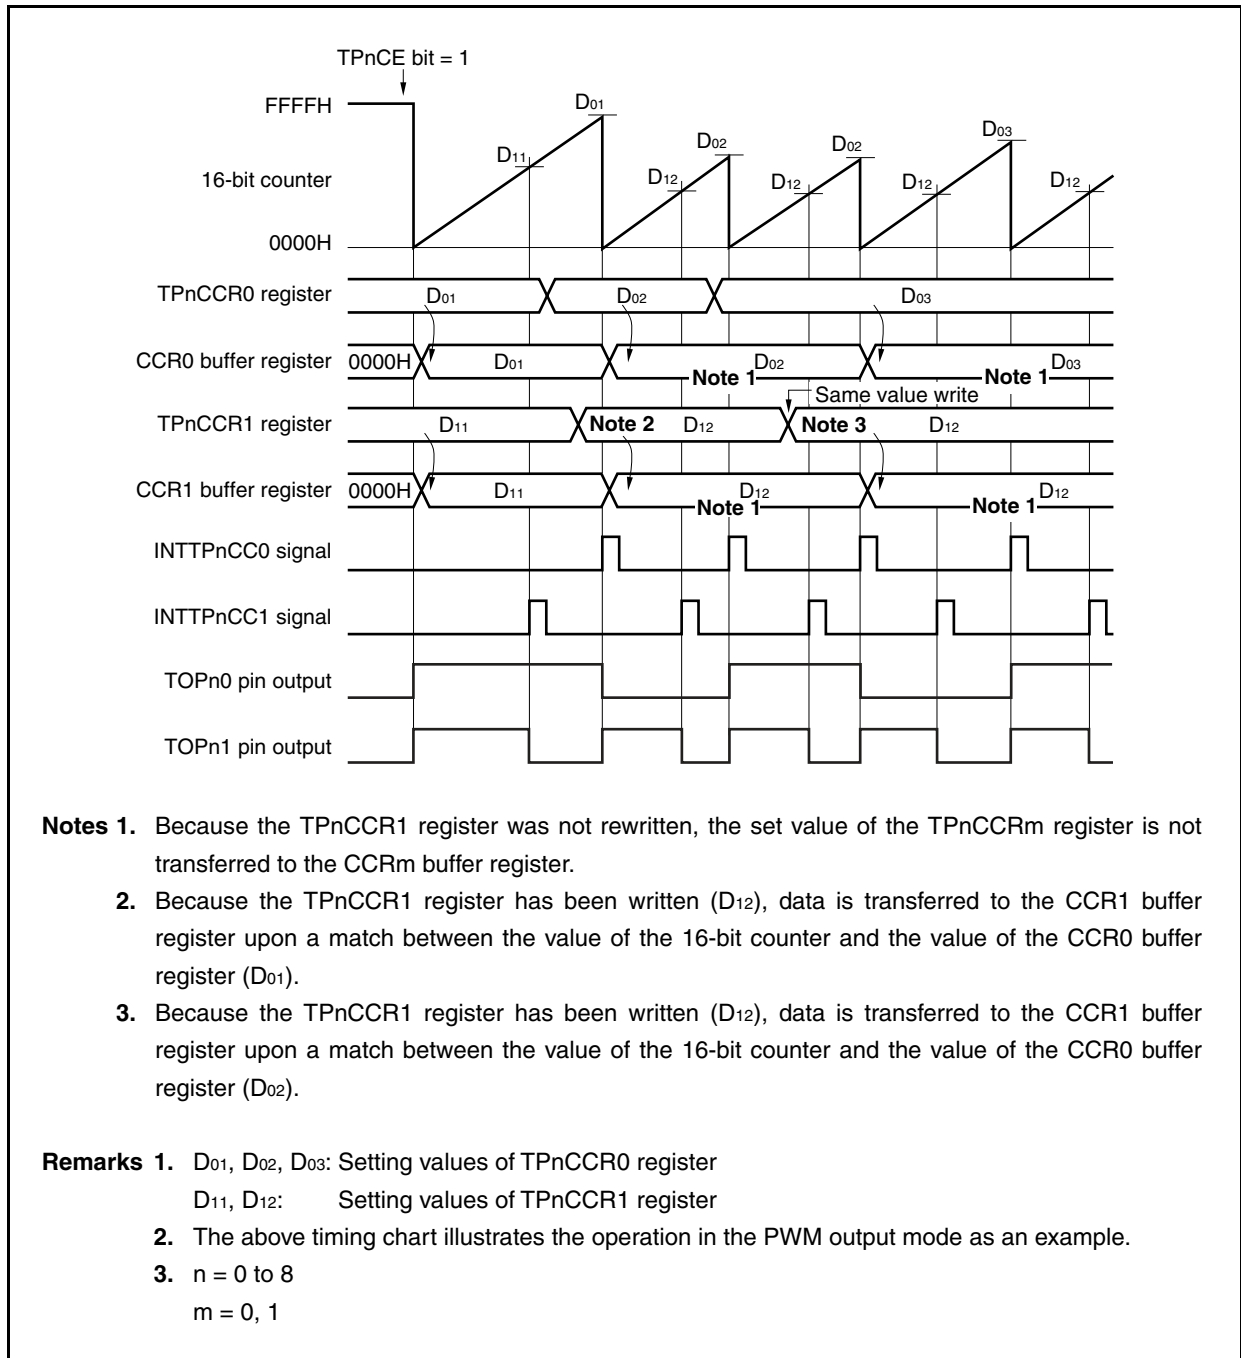 TPnCE bit = 1
FFFFH
D01
D11
D02
D02
D03
16-bit counter
D12
D12
D12
D12
0000H
TPnCCR0 register
D01
D02
D03
CCR0 buffer register
0000H
D01
D02
D03
Note 1
Note 1
Same value write
TPnCCR1 register
D11
Note 2
D12
Note 3
D12
CCR1 buffer register
0000H
D11
D12
D12
Note 1
Note 1
INTTPnCC0 signal
INTTPnCC1 signal
TOPn0 pin output
TOPn1 pin output
Notes 1. Because the TPnCCR1 register was not rewritten, the set value of the TPnCCRm register is not
transferred to the CCRm buffer register.
2. Because the TPnCCR1 register has been written (D12), data is transferred to the CCR1 buffer
register upon a match between the value of the 16-bit counter and the value of the CCR0 buffer
register (D01).
3. Because the TPnCCR1 register has been written (D12), data is transferred to the CCR1 buffer
register upon a match between the value of the 16-bit counter and the value of the CCR0 buffer
register (D02).
Remarks 1. D01, D02, D03: Setting values of TPnCCR0 register
D11, D12: Setting values of TPnCCR1 register
2. The above timing chart illustrates the operation in the PWM output mode as an example.
3. n = 0 to 8
m = 0, 1